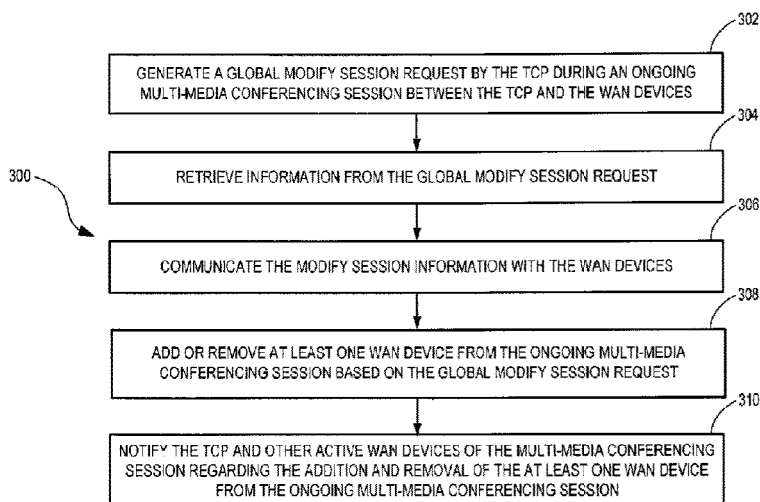 302
GENERATE A GLOBAL MODIFY SESSION REQUEST BY THE TCP DURING AN ONGOING
MULTI-MEDIA CONFERENCING SESSION BETWEEN THE TCP AND THE WAN DEVICES
304
300
RETRIEVE INFORMATION FROM THE GLOBAL MODIFY SESSION REQUEST
306
COMMUNICATE THE MODIFY SESSION INFORMATION WITH THE WAN DEVICES
308
ADD OR REMOVE AT LEAST ONE WAN DEVICE FROM THE ONGOING MULTI-MEDIA
CONFERENCING SESSION BASED ON THE GLOBAL MODIFY SESSION REQUEST
310
NOTIFY THE TCP AND OTHER ACTIVE WAN DEVICES OF THE MULTI-MEDIA CONFERENCING
SESSION REGARDING THE ADDITION AND REMOVAL OF THE AT LEAST ONE WAN DEVICE
FROM THE ONGOING MULTI-MEDIA CONFERENCING SESSION